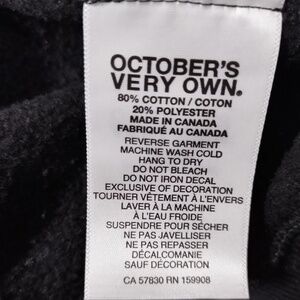 OCTOBER'S
VERY OWN.
80% COTTON / COTON
20% POLYESTER
MADE IN CANADA
FABRIQUÉ AU CANADA
REVERSE GARMENT
MACHINE WASH COLD
HANG TO DRY
DO NOT BLEACH
DO NOT IRON DECAL
EXCLUSIVE OF DECORATION
TOURNER VÊTEMENT À L'ENVERS
LAVER À LA MACHINE
À L'EAU FROIDE
SUSPENDRE POUR SÉCHER
NE PAS JAVELLISER
NE PAS REPASSER
DÉCALCOMANIE
SAUF DÉCORATION
CA 57830 RN 159908